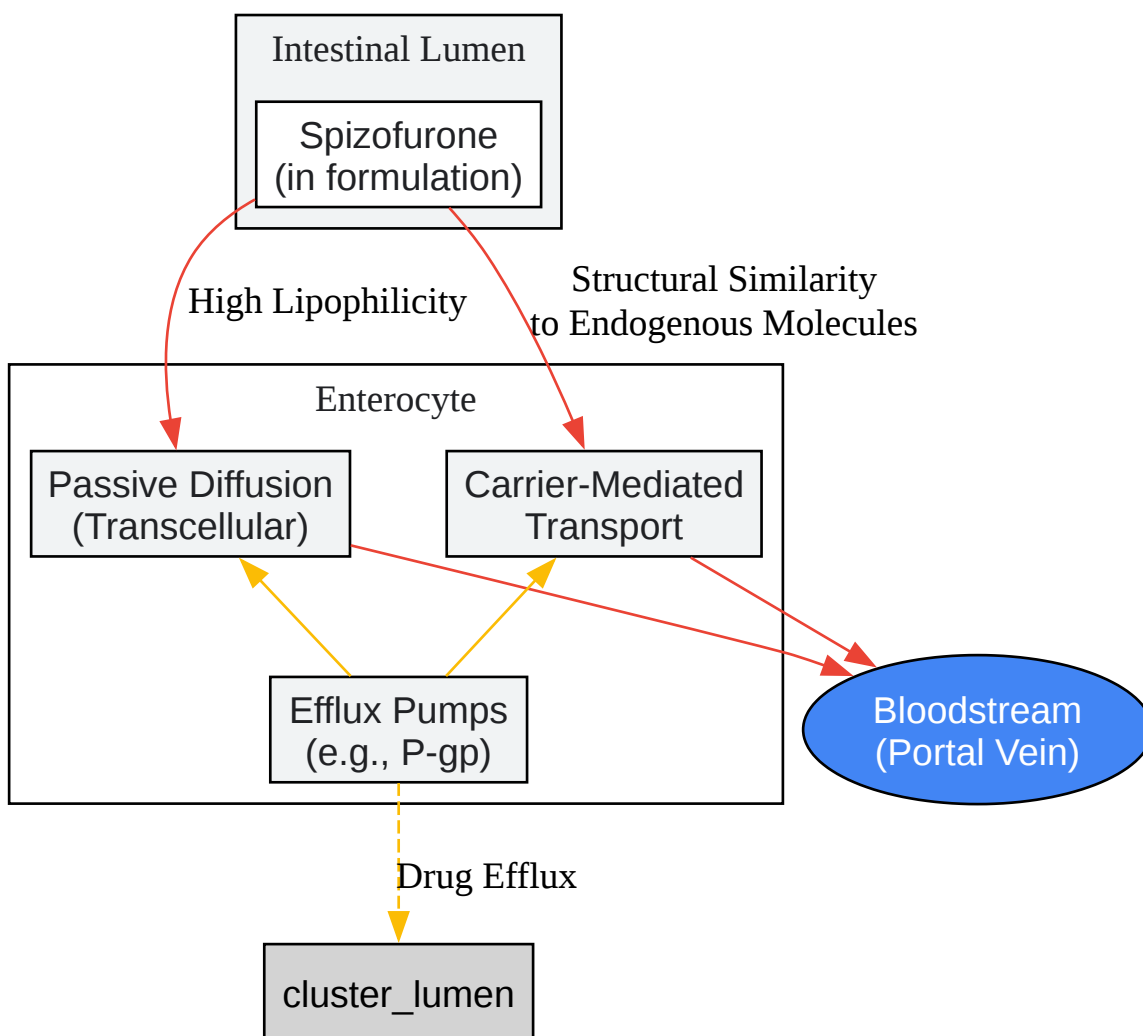 Intestinal Lumen
Spizofurone
(in formulation)
High Lipophilicity
Structural Similarity
to Endogenous Molecules
Enterocyte
Passive Diffusion
(Transcellular)
Carrier-Mediated
Transport
Efflux Pumps
(e.g., P-gp)
Bloodstream
(Portal Vein)
Drug Efflux
cluster_lumen